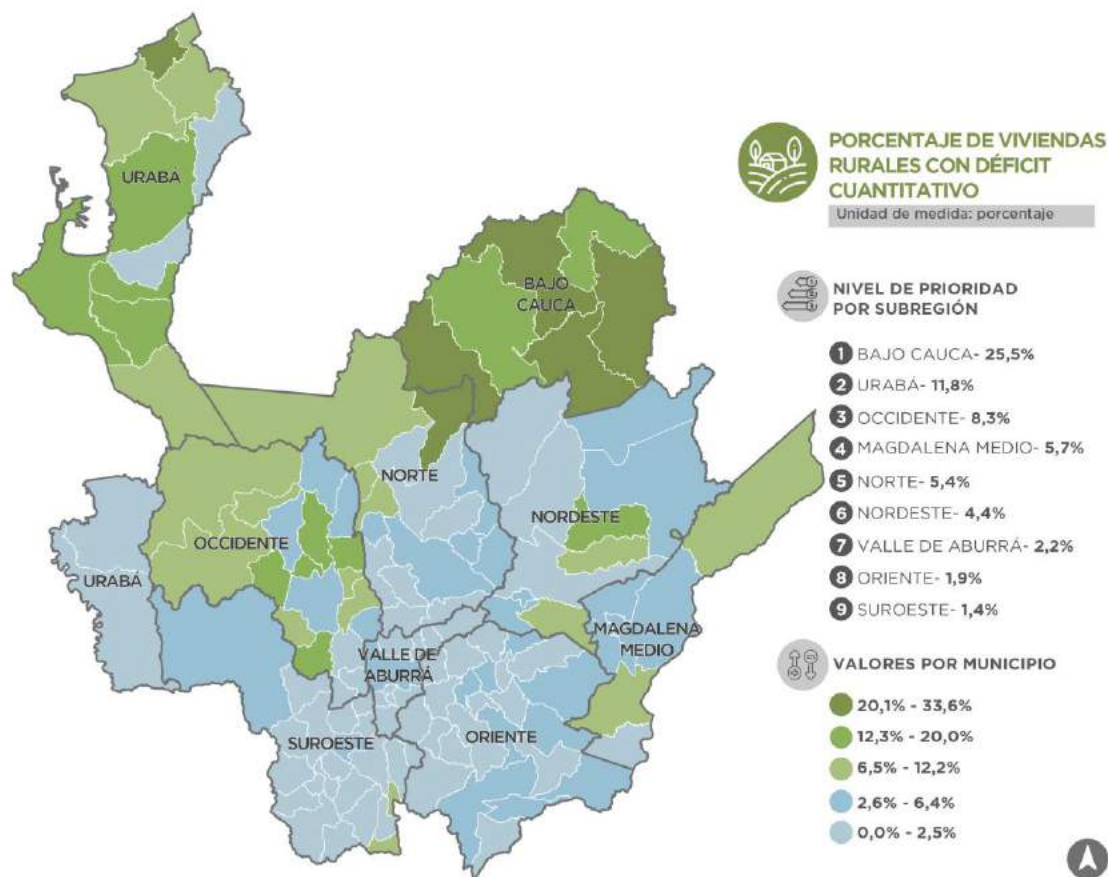 PORCENTAJE DE VIVIENDAS
RURALES CON DÉFICIT
CUANTITATIVO
Unidad de medida: porcentaje
NIVEL DE PRIORIDAD
POR SUBREGIÓN
1 BAJO CAUCA- 25,5%
2 URABÁ- 11,8%
3 OCCIDENTE- 8,3%
4 MAGDALENA MEDIO- 5,7%
5 NORTE- 5,4%
6 NORDESTE- 4,4%
7 VALLE DE ABURRÁ- 2,2%
8 ORIENTE- 1,9%
9 SUROESTE- 1,4%
VALORES POR MUNICIPIO
20,1% - 33,6%
12,3% - 20,0%
6,5% - 12,2%
2,6% - 6,4%
0,0% - 2,5%
URABÁ
BAJO
CAUCA
NORTE
NORDESTE
OCCIDENTE
URABÁ
MAGDALENA
MEDIO
VALLE DE
ABURRÁ
SUROESTE
ORIENTE